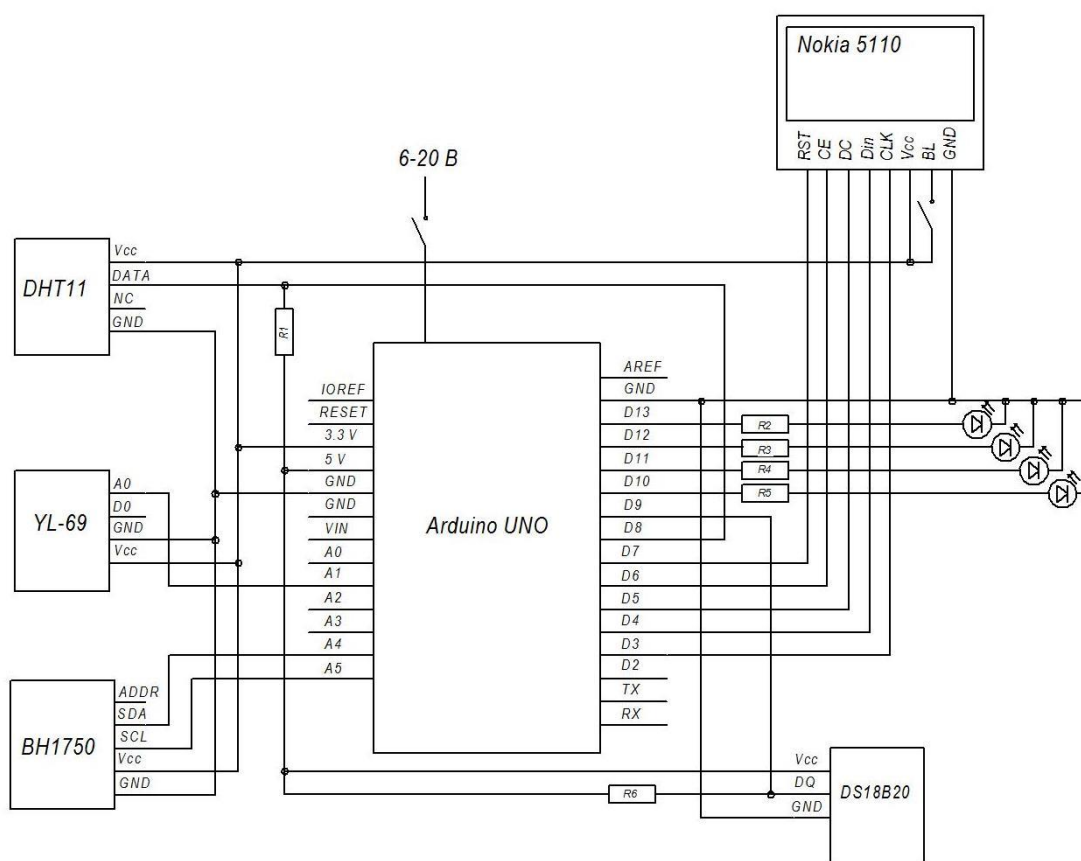 Nokia 5110
RST
CE
DC
Din
CLK
Vcc
BL
GND
6-20 В
DHT11
Vcc
DATA
NC
GND
R1
Arduino UNO
IOREF
RESET
3.3 V
5 V
GND
GND
VIN
A0
A1
A2
A3
A4
A5
AREF
GND
D13
D12
D11
D10
D9
D8
D7
D6
D5
D4
D3
D2
TX
RX
R2
R3
R4
R5
YL-69
A0
D0
GND
Vcc
BH1750
ADDR
SDA
SCL
Vcc
GND
R6
DS18B20
Vcc
DQ
GND